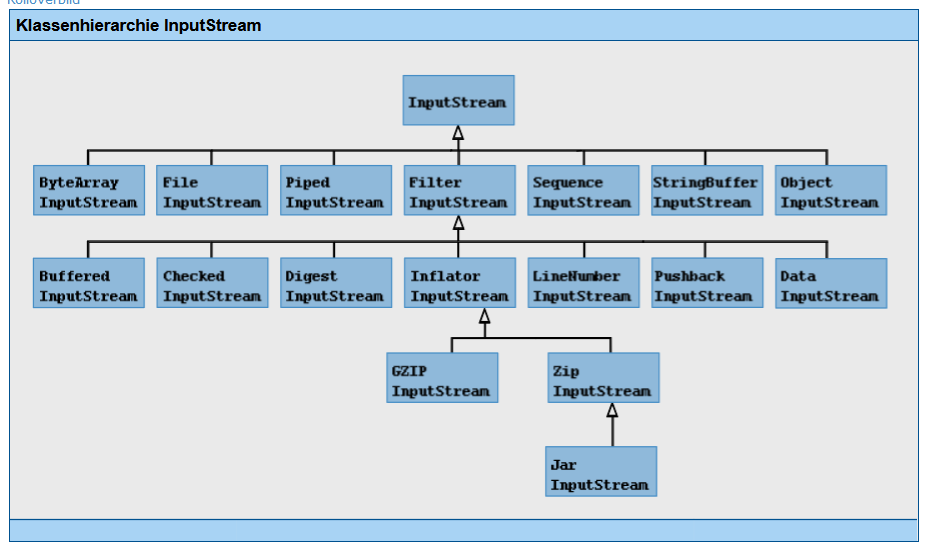 Rolloverbild
Klassenhierarchie InputStream
InputStream
ByteArray
InputStream
File
InputStream
Piped
InputStream
Filter
InputStream
Sequence
InputStream
StringBuffer
InputStream
Object
InputStream
Buffered
InputStream
Checked
InputStream
Digest
InputStream
Inflator
InputStream
LineNumber
InputStream
Pushback
InputStream
Data
InputStream
GZIP
InputStream
Zip
InputStream
Jar
InputStream